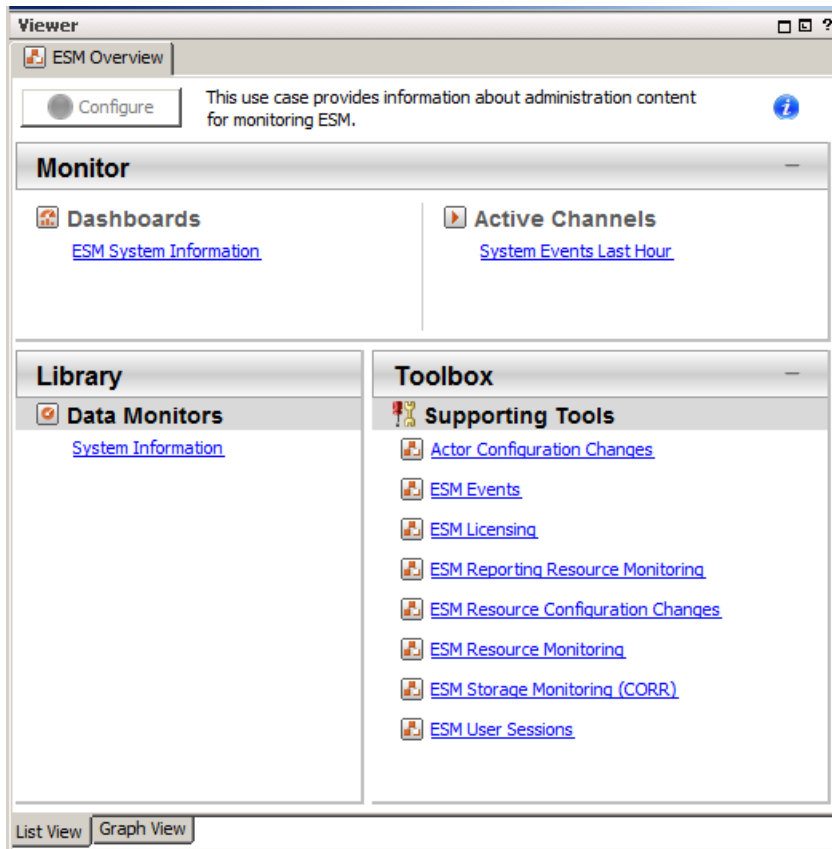 Viewer
?
ESM Overview
Configure
This use case provides information about administration content
for monitoring ESM.
i
Monitor
Dashboards
ESM System Information
Active Channels
System Events Last Hour
Library
Data Monitors
System Information
Toolbox
Supporting Tools
Actor Configuration Changes
ESM Events
ESM Licensing
ESM Reporting Resource Monitoring
ESM Resource Configuration Changes
ESM Resource Monitoring
ESM Storage Monitoring (CORR)
ESM User Sessions
List View
Graph View